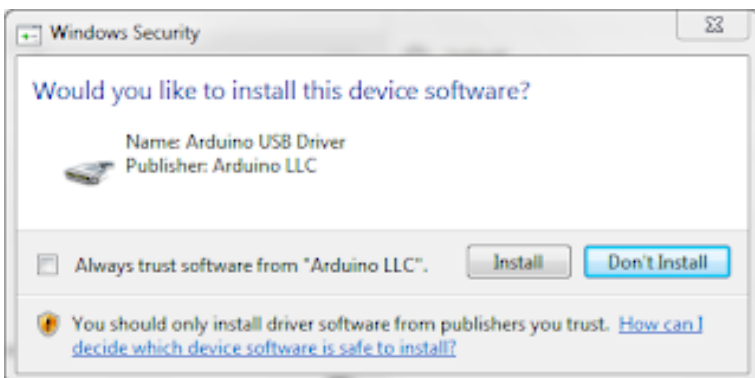 Windows Security
Would you like to install this device software?
Name: Arduino USB Driver
Publisher: Arduino LLC
Always trust software from "Arduino LLC".
Install
Don't Install
You should only install driver software from publishers you trust. How can I
decide which device software is safe to install?